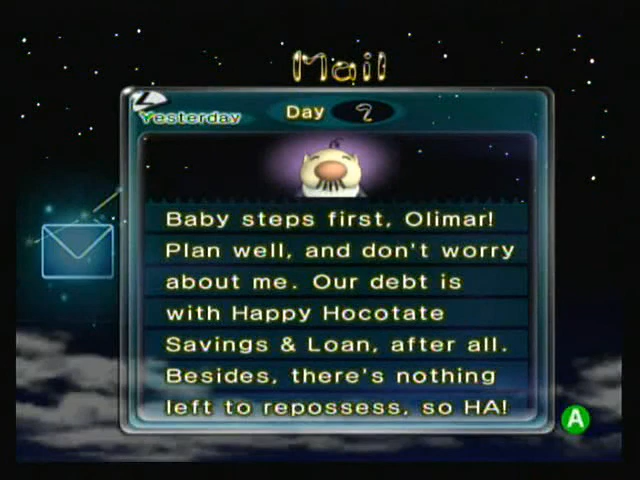 Mail
L
Yesterday
Day 2
Baby steps first, Olimar!
Plan well, and don't worry
about me. Our debt is
with Happy Hocotate
Savings & Loan, after all.
Besides, there's nothing
left to repossess, so HA!
A